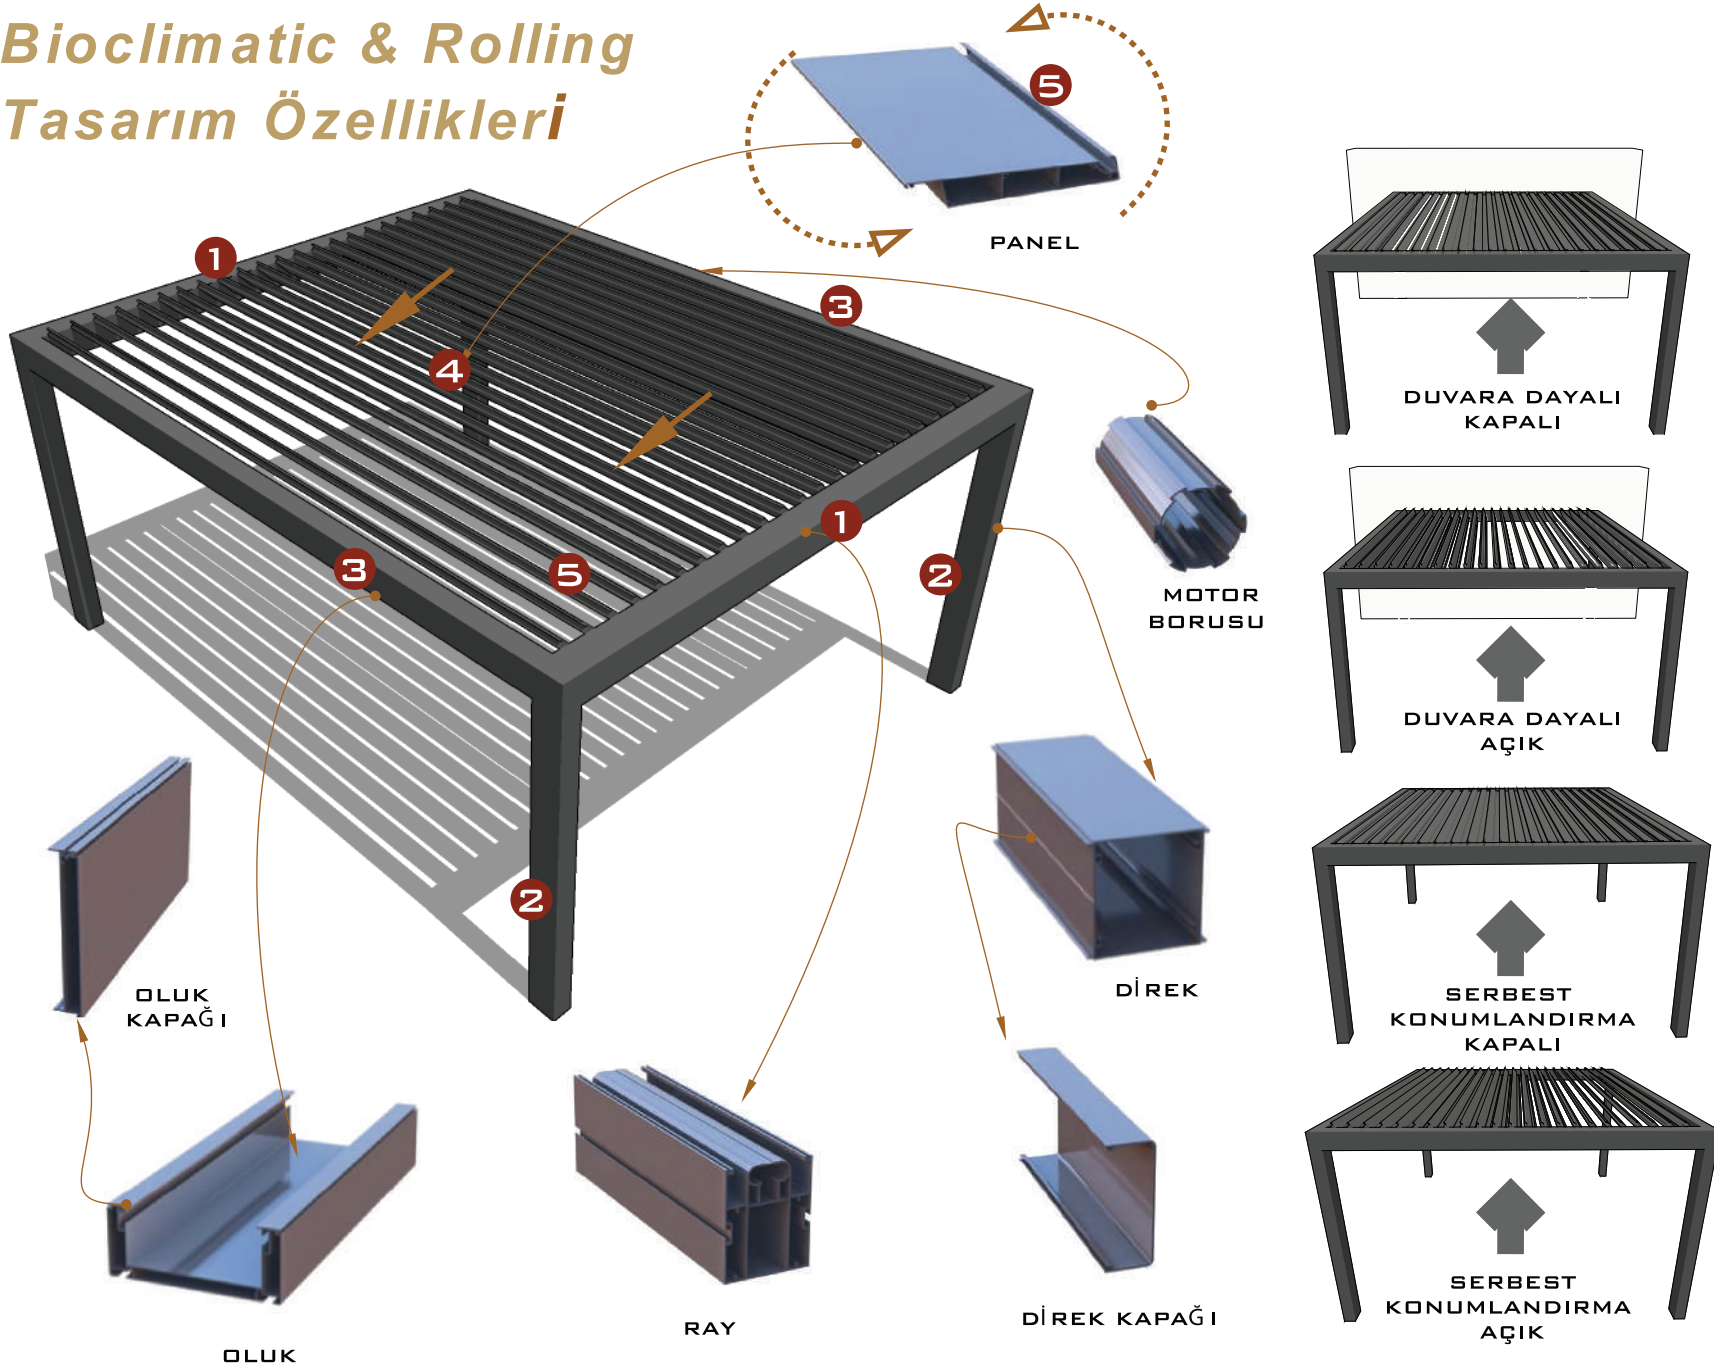 Bioclimatic & Rolling
Tasarım Özellikleri
5
PANEL
1
3
4
1
3
5
2
2
MOTOR
BORUSU
OLUK
KAPAĞI
DİREK
OLUK
RAY
DİREK KAPAĞI
DUVARA DAYALI
KAPALI
DUVARA DAYALI
AÇIK
SERBEST
KONUMLANDIRMA
KAPALI
SERBEST
KONUMLANDIRMA
AÇIK